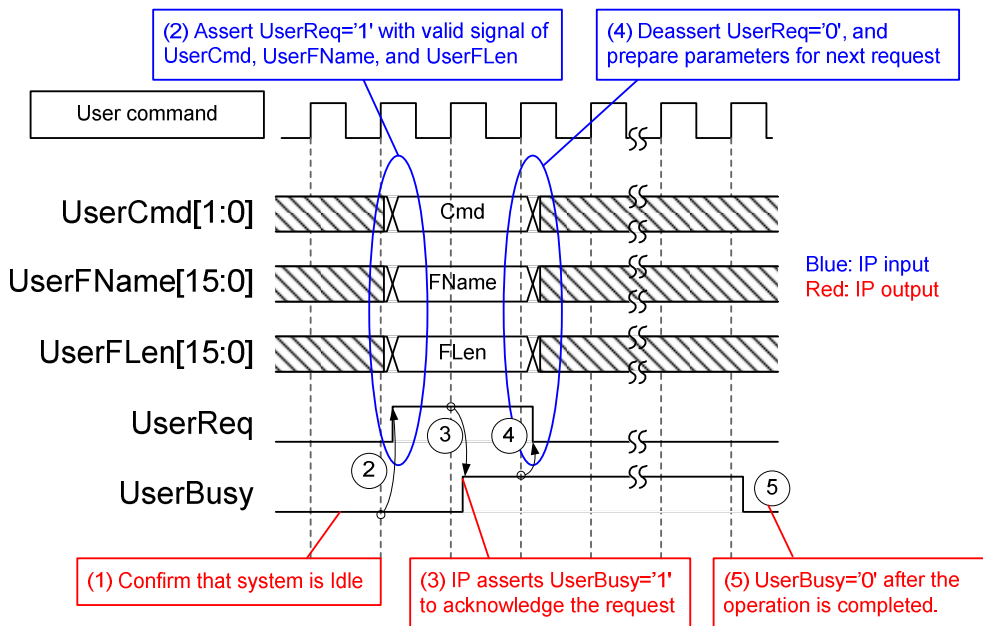 (2) Assert UserReq='1' with valid signal of
UserCmd, UserFName, and UserFLen
(4) Deassert UserReq='0', and
prepare parameters for next request
User command
UserCmd[1:0]
Cmd
UserFName[15:0]
FName
Blue: IP input
Red: IP output
UserFLen[15:0]
FLen
UserReq
3
4
2
UserBusy
5
(1) Confirm that system is Idle
(3) IP asserts UserBusy='1'
to acknowledge the request
(5) UserBusy='0' after the
operation is completed.